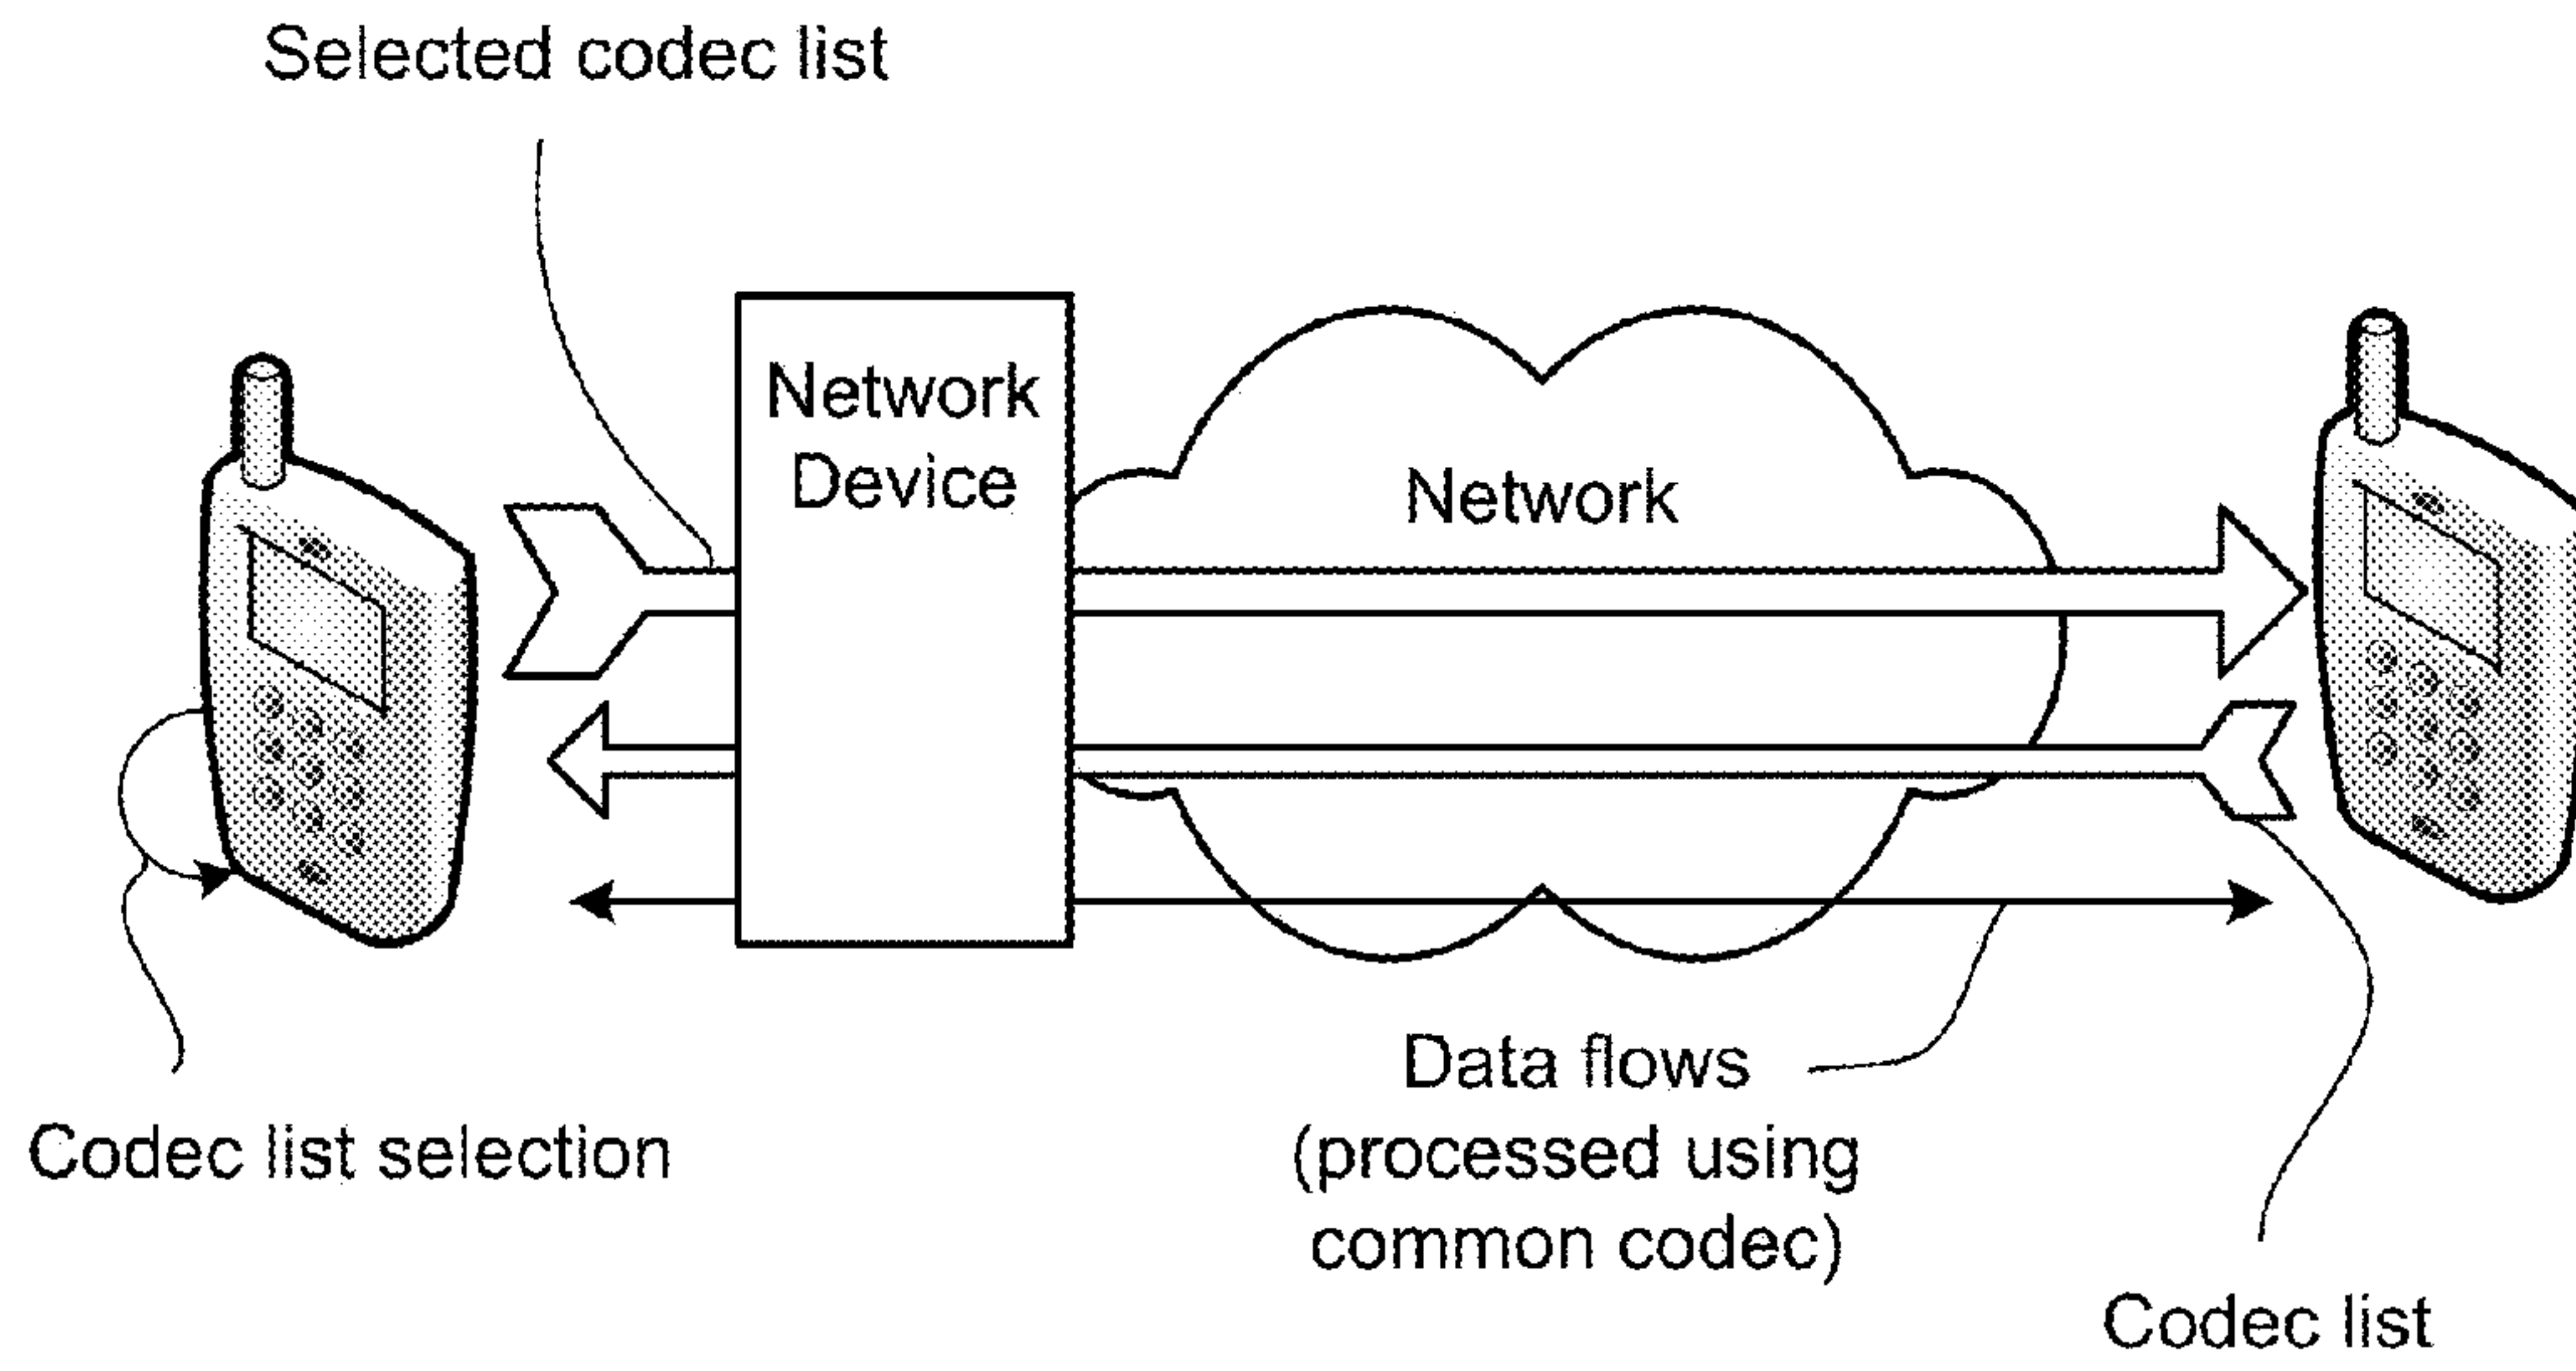 Selected codec list
Network
Device
Network
Codec list selection
Data flows
(processed using
common codec)
Codec list